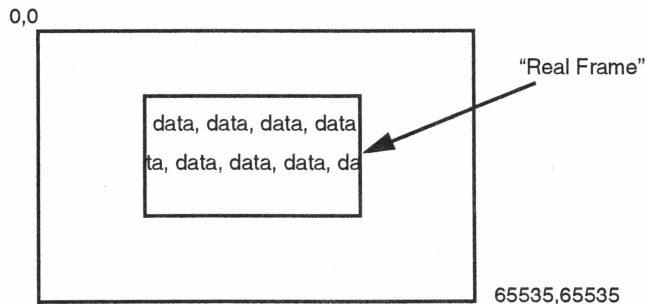 0,0
“Real Frame”
data, data, data, data
ta, data, data, data, da
65535,65535